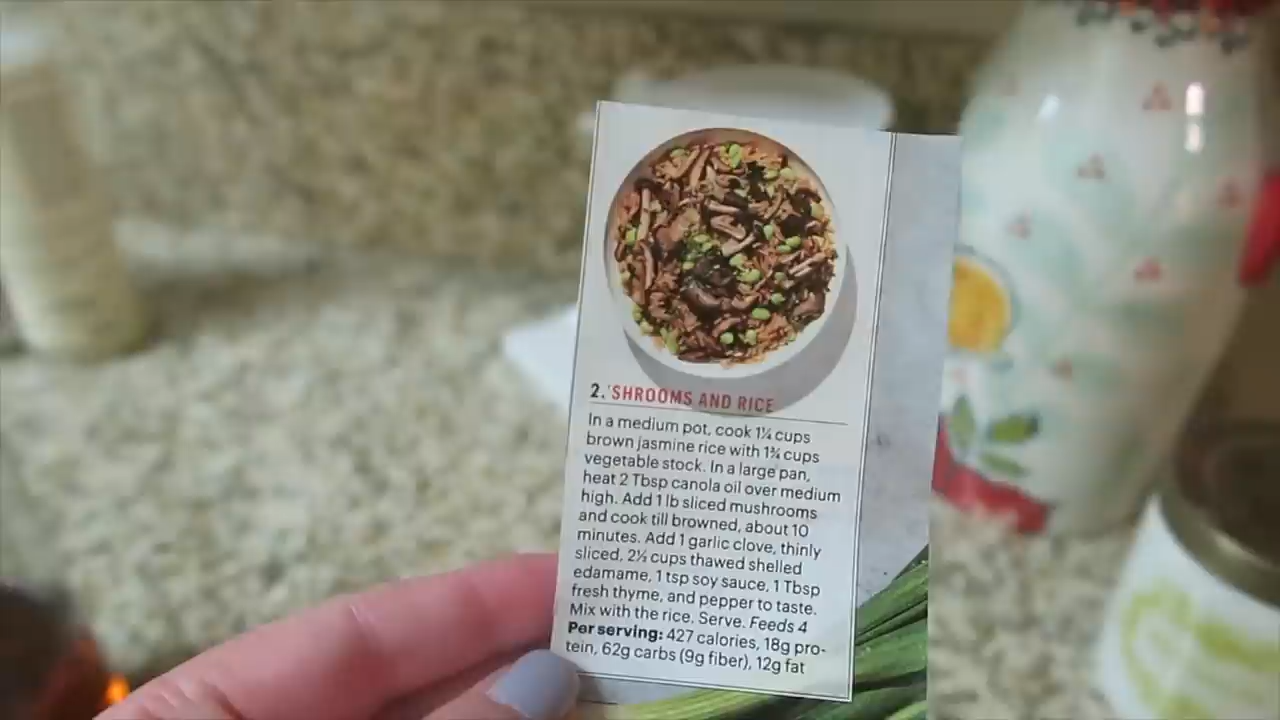 2. 'SHROOMS AND RICE
In a medium pot, cook 1¼ cups
brown jasmine rice with 1¾ cups
vegetable stock. In a large pan,
heat 2 Tbsp canola oil over medium
high. Add 1 lb sliced mushrooms
and cook till browned, about 10
minutes. Add 1 garlic clove, thinly
sliced, 2½ cups thawed shelled
edamame, 1 tsp soy sauce, 1 Tbsp
fresh thyme, and pepper to taste.
Mix with the rice. Serve. Feeds 4
Per serving: 427 calories, 18g pro-
tein, 62g carbs (9g fiber), 12g fat